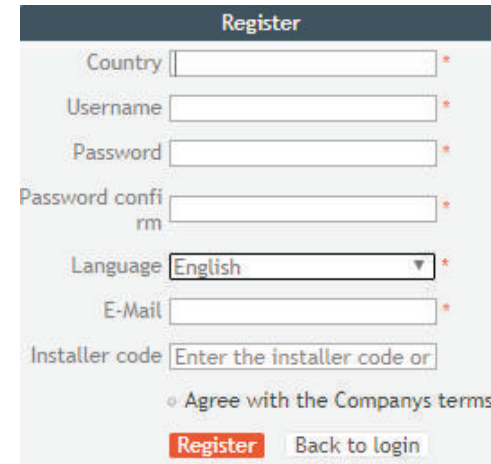 Register
Country *
Username *
Password *
Password confi
rm *
Language English ▼ *
E-Mail *
Installer code Enter the installer code or
Agree with the Companys terms
Register Back to login